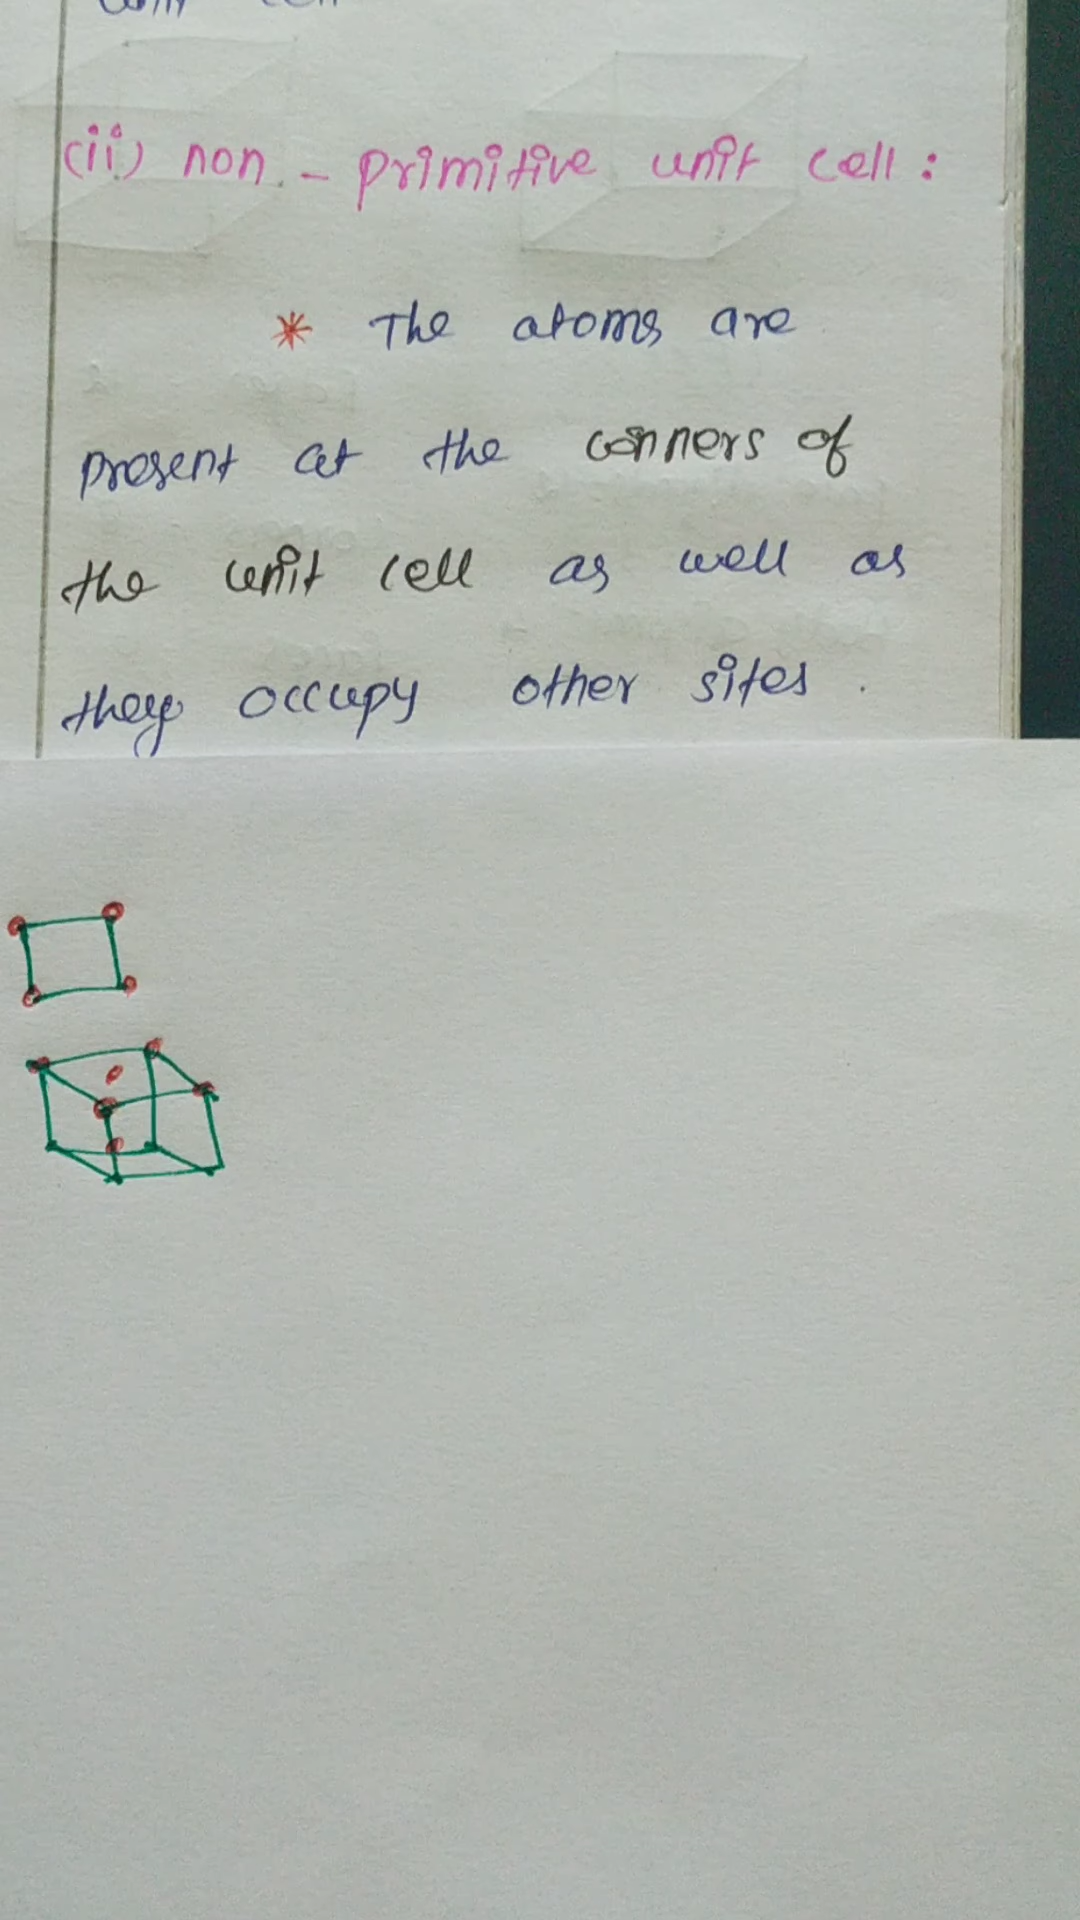 (ii) non - primitive unit cell:
* The atoms are
present at the conners of
the unit cell as well as
they occupy other sites.